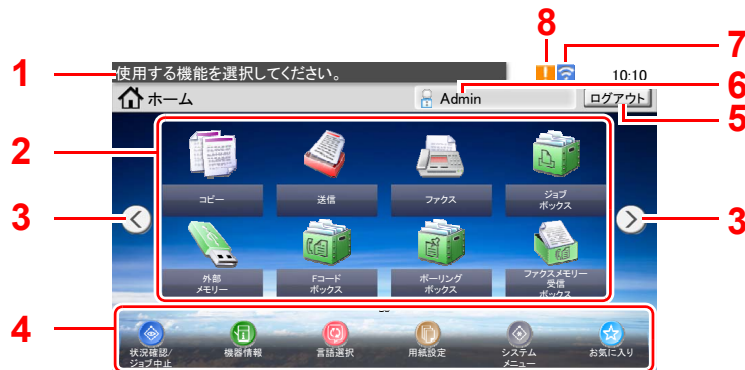 8
7
1
使用する機能を選択してください。
10:10
6
ホーム
Admin
ログアウト
5
2
コピー
送信
ファクス
ジョブ
ボックス
3
3
外部
メモリー
Fコード
ボックス
ポーリング
ボックス
ファクスメモリー
受信
ボックス
4
状況確認/
ジョブ中止
機器情報
言語選択
用紙設定
システム
メニュー
お気に入り